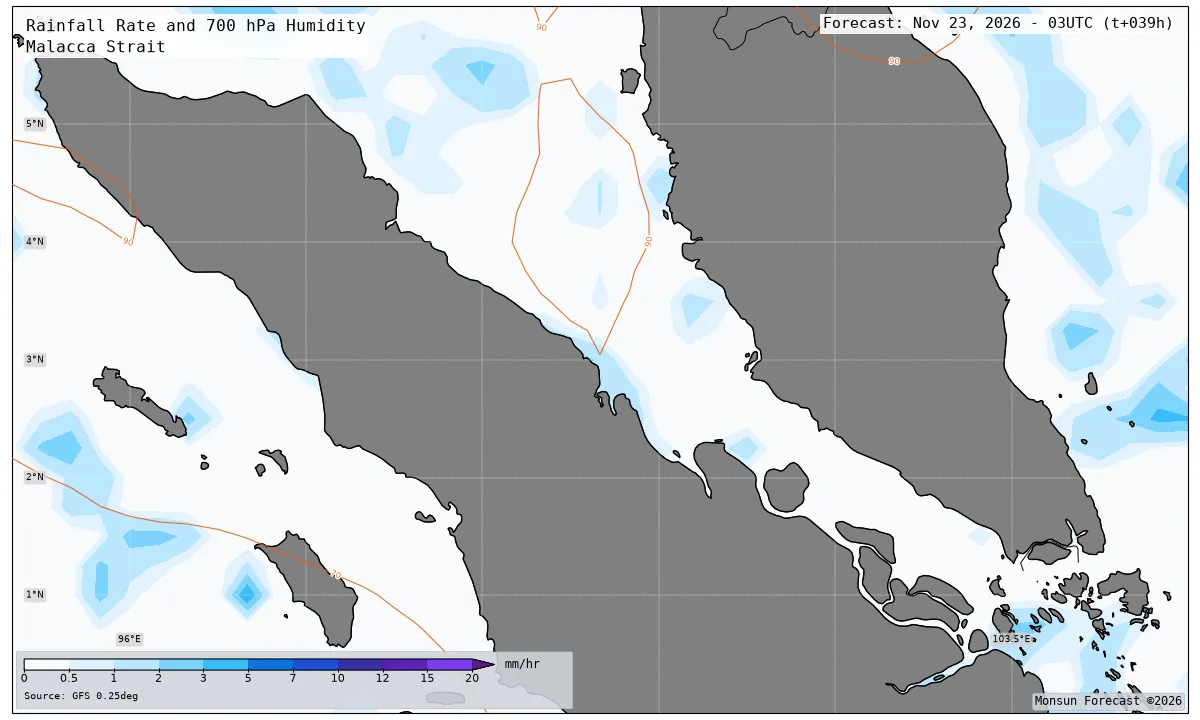 Rainfall Rate and 700 hPa Humidity
Malacca Strait
Forecast: Nov 23, 2026 - 03UTC (t+039h)
90
90
5°N
4°N
90
90
3°N
2°N
70
1°N
96°E
103.5°E
mm/hr
0 0.5 1 2 3 5 7 10 12 15 20
Source: GFS 0.25deg
Monsun Forecast ©2026